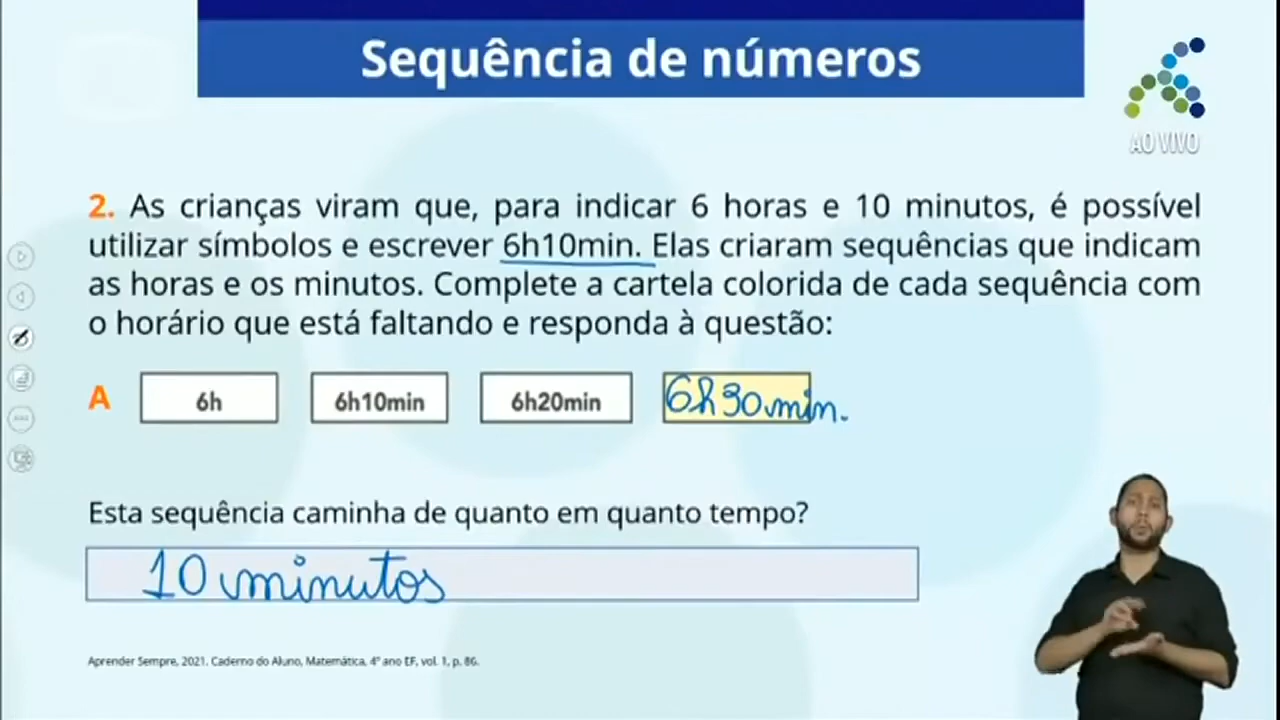 Sequência de números
AO VIVO
2. As crianças viram que, para indicar 6 horas e 10 minutos, é possível
utilizar símbolos e escrever 6h10min. Elas criaram sequências que indicam
as horas e os minutos. Complete a cartela colorida de cada sequência com
o horário que está faltando e responda à questão:
A 6h 6h10min 6h20min 6h30min.
Esta sequência caminha de quanto em quanto tempo?
10 minutos
Aprender Sempre, 2021. Caderno do Aluno, Matemática, 4º ano EF, vol. 1, p. 86.